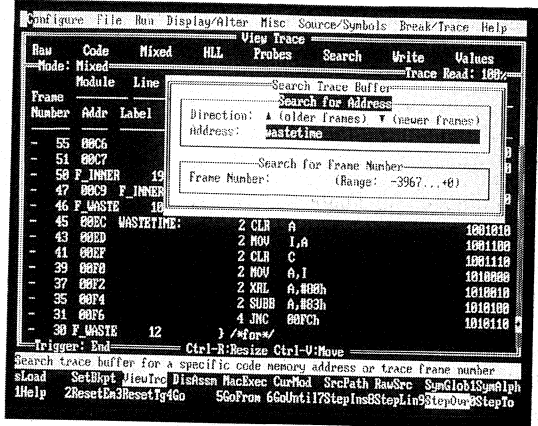 Configure File Run Display/Alter Misc Source/Symbols Break/Trace Help
View Trace
Raw Code Mixed HLL Probes Search Write Values
Mode: Mixed Trace Read: 100%
Module Line
Frame
Number Addr Label
Search Trace Buffer
Search for Address
Direction: ▲ (older frames) ▼ (newer frames)
Address: wastetime
Search for Frame Number
Frame Number: (Range: -3967...+0)
- 55 00C6
- 51 00C7
- 50 F_INNER 19
- 47 00C9 F_INNER
- 46 F_WASTE 10
- 45 00EC WASTETIME: 2 CLR A 1001010
- 43 00ED 2 MOV I,A 1001100
- 41 00EF 2 CLR C 1001110
- 39 00F0 2 MOV A,I 1010000
- 37 00F2 2 XRL A,#80h 1010010
- 35 00F4 2 SUBB A,#83h 1010100
- 31 00F6 4 JNC 00FCh 1010110
- 30 F_WASTE 12 } /*for*/
Trigger: End Ctrl-R:Resize Ctrl-V:Move
Search trace buffer for a specific code memory address or trace frame number
sLoad SetBkpt ViewTrc DisAssm MacExec CurMod SrcPath RawSrc SymGlob1SymAlph
1Help 2ResetEm3ResetTg4Go 5GoFrom 6GoUntil7StepIns8StepLin9StepOvr0StepTo